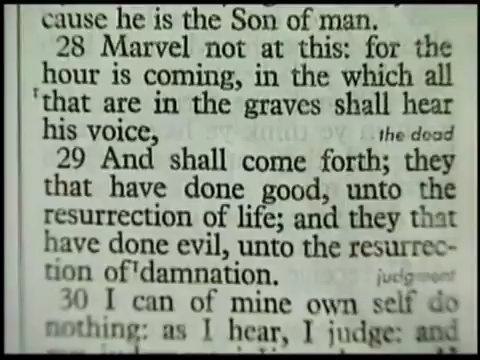 cause he is the Son of man.
28 Marvel not at this: for the
hour is coming, in the which all
that are in the graves shall hear
his voice, the dead
29 And shall come forth; they
that have done good, unto the
resurrection of life; and they that
have done evil, unto the resurrec-
tion of damnation. judgment
30 I can of mine own self do
nothing: as I hear, I judge: and